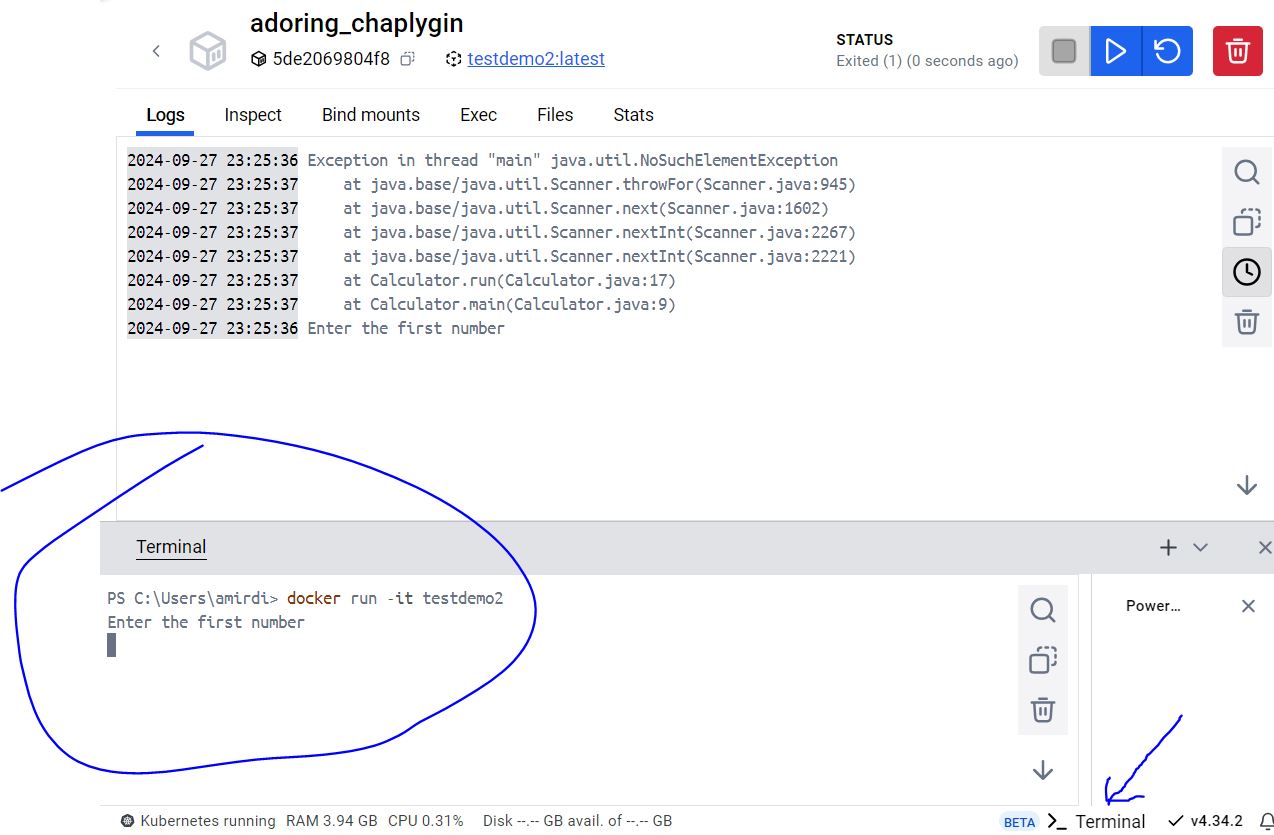 adoring_chaplygin
5de2069804f8 testdemo2:latest
STATUS
Exited (1) (0 seconds ago)
Logs Inspect Bind mounts Exec Files Stats
2024-09-27 23:25:36 Exception in thread "main" java.util.NoSuchElementException
2024-09-27 23:25:37     at java.base/java.util.Scanner.throwFor(Scanner.java:945)
2024-09-27 23:25:37     at java.base/java.util.Scanner.next(Scanner.java:1602)
2024-09-27 23:25:37     at java.base/java.util.Scanner.nextInt(Scanner.java:2267)
2024-09-27 23:25:37     at java.base/java.util.Scanner.nextInt(Scanner.java:2221)
2024-09-27 23:25:37     at Calculator.run(Calculator.java:17)
2024-09-27 23:25:37     at Calculator.main(Calculator.java:9)
2024-09-27 23:25:36 Enter the first number
Terminal
PS C:\Users\amirdi> docker run -it testdemo2
Enter the first number
Power...
Kubernetes running RAM 3.94 GB CPU 0.31% Disk --.-- GB avail. of --.-- GB BETA >_ Terminal v4.34.2